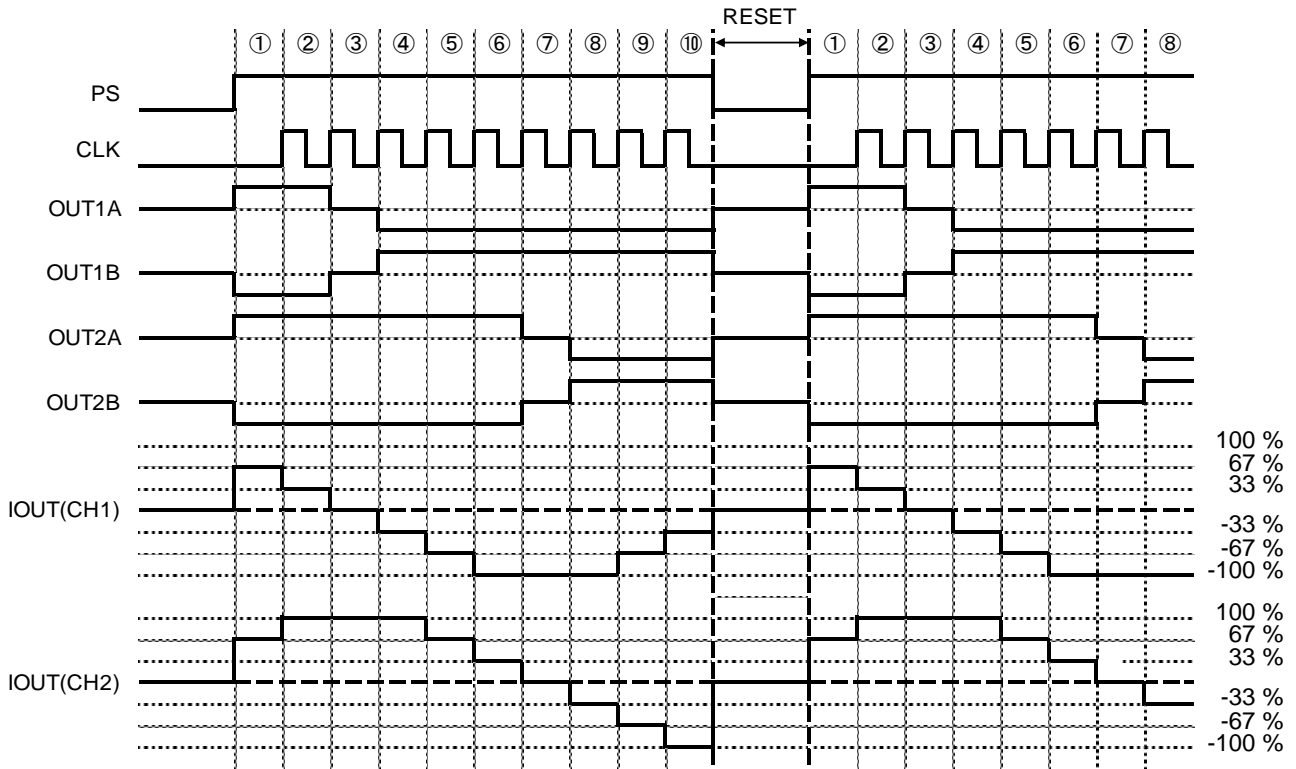 RESET
① ② ③ ④ ⑤ ⑥ ⑦ ⑧ ⑨ ⑩ ① ② ③ ④ ⑤ ⑥ ⑦ ⑧
PS
CLK
OUT1A
OUT1B
OUT2A
OUT2B
100 %
67 %
33 %
IOUT(CH1)
-33 %
-67 %
-100 %
100 %
67 %
33 %
IOUT(CH2)
-33 %
-67 %
-100 %